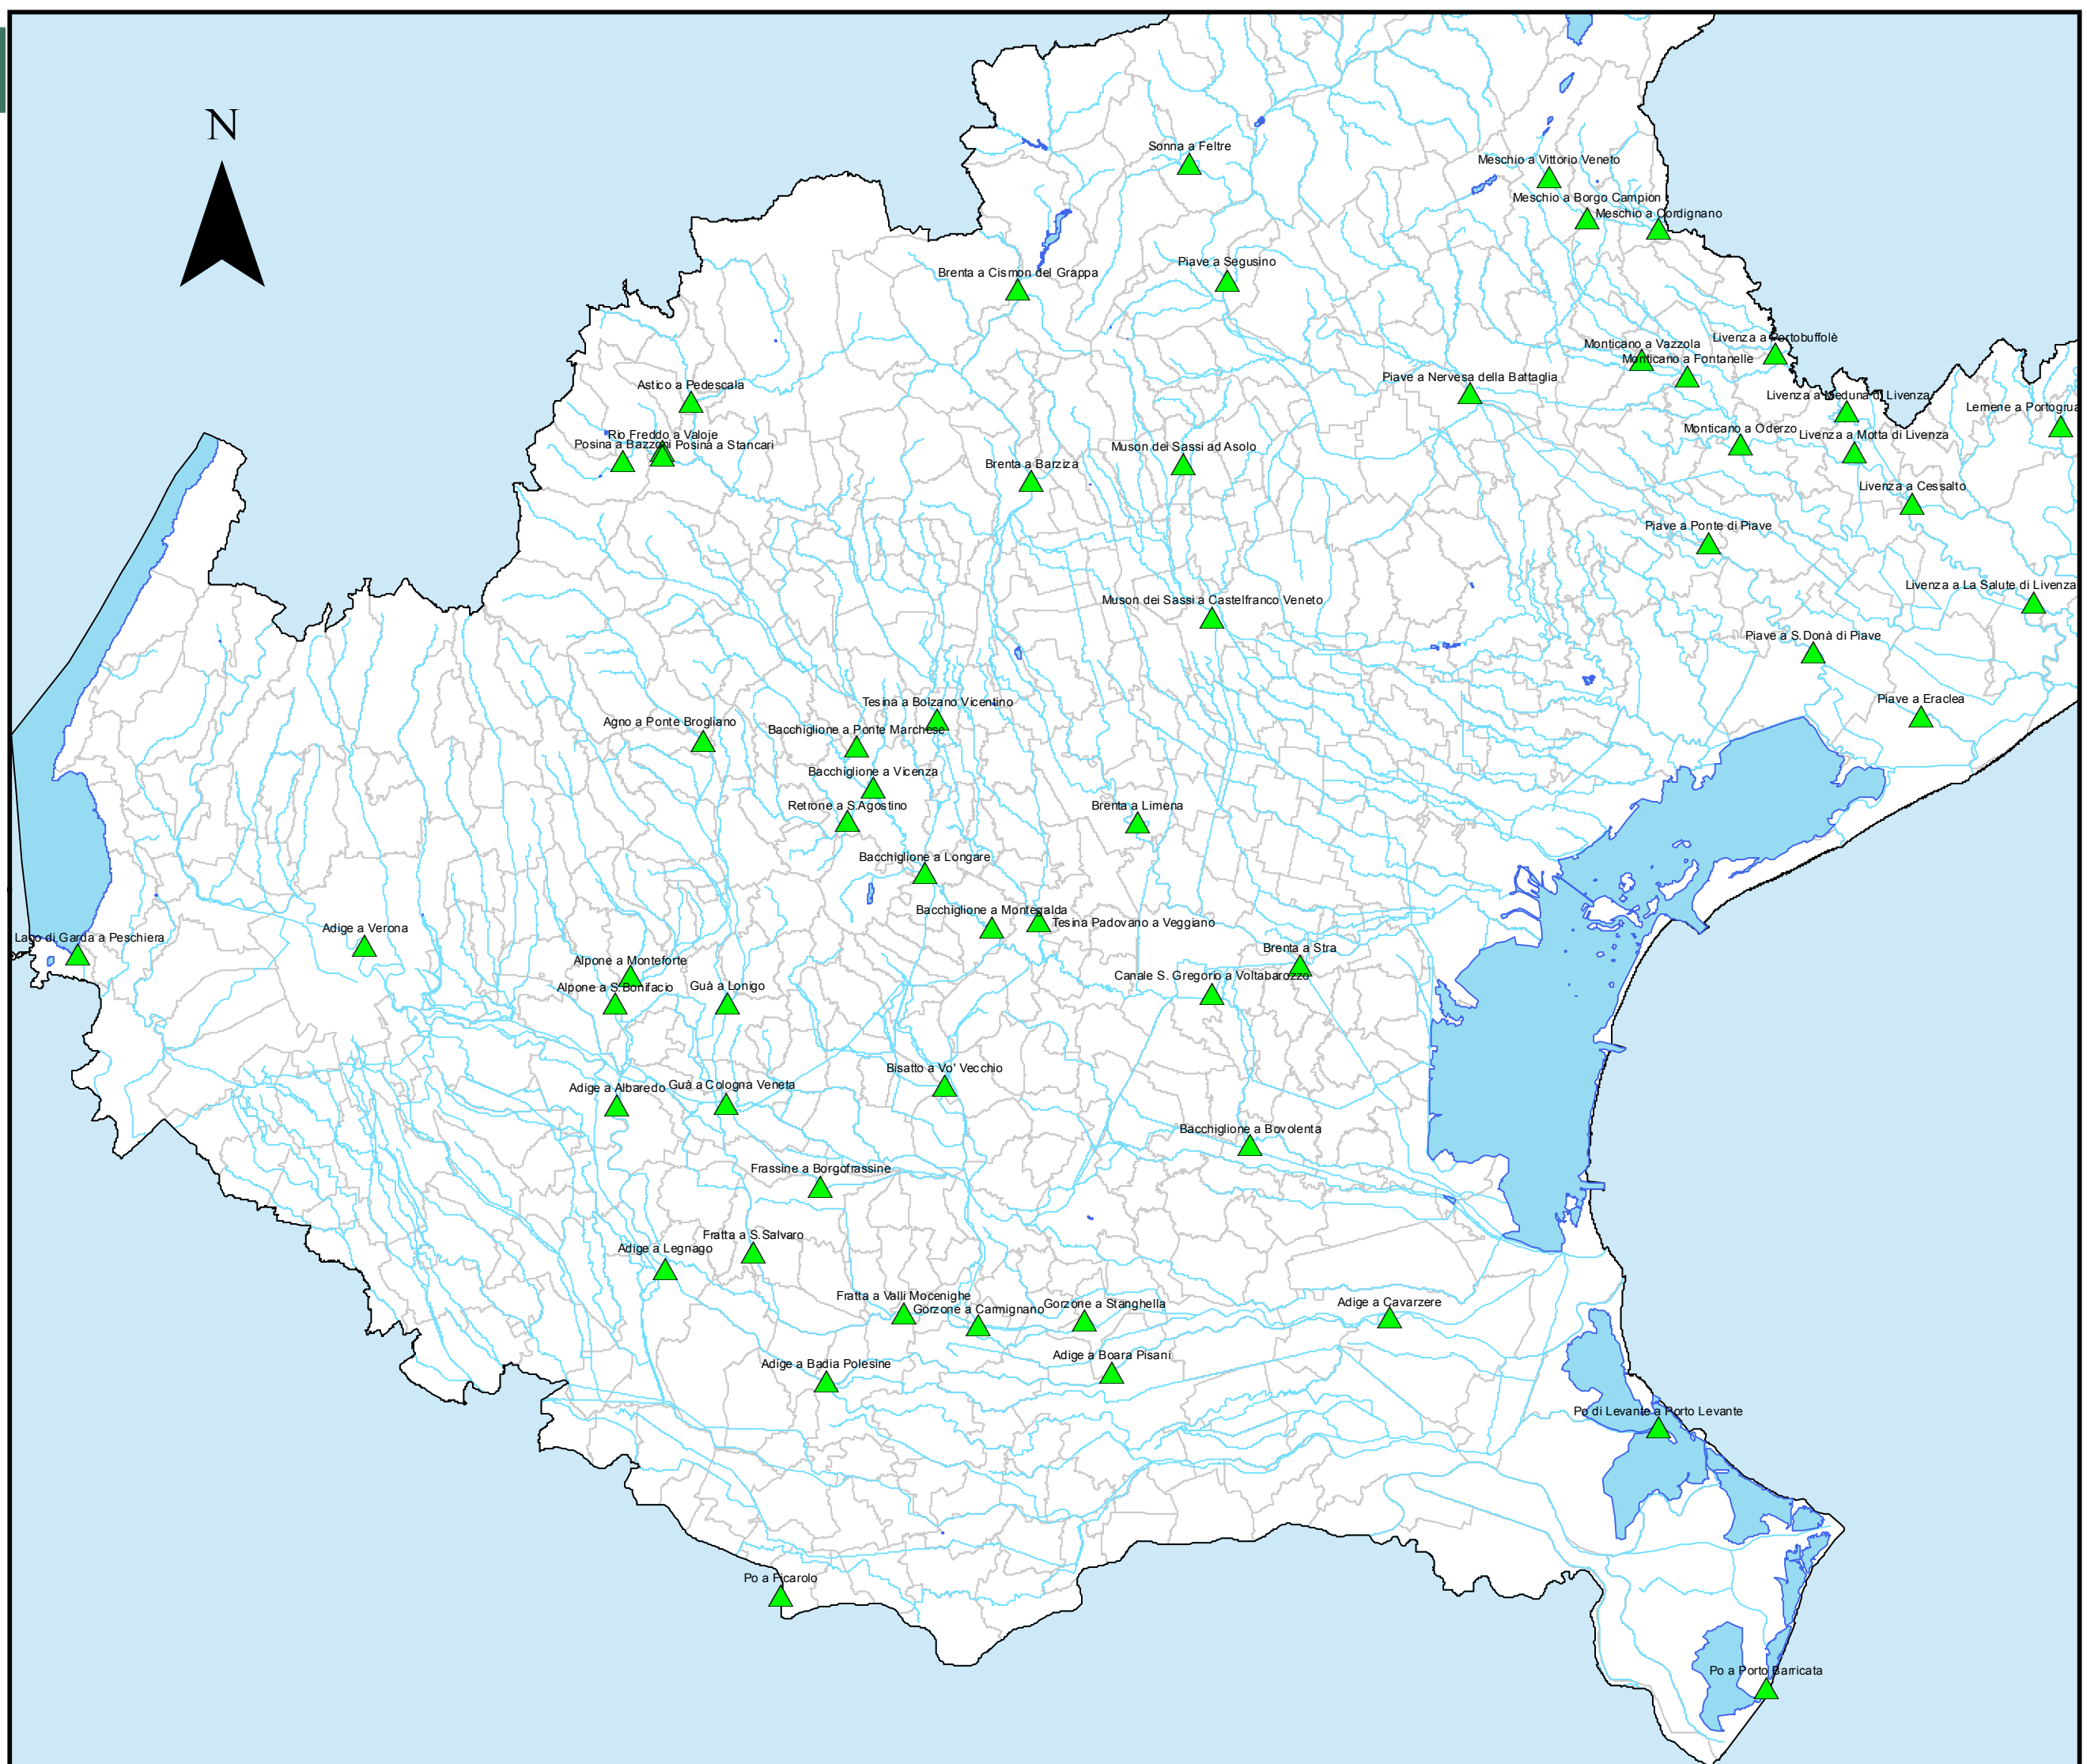 N
Sonna a Feltre
Meschio a Vittorio Veneto
Meschio a Borgo Campion
Meschio a Cordignano
Piave a Segusino
Brenta a Cismon del Grappa
Livenza a Portobuffolè
Monticano a Vazzola
Monticano a Fontanelle
Piave a Nervesa della Battaglia
Astico a Pedescala
Livenza a Meduna di Livenza
Lemene a Portogrua
Monticano a Oderzo
Livenza a Motta di Livenza
Rio Freddo a Valoje
Posina a Bazzoni
Posina a Stancari
Muson dei Sassi ad Asolo
Brenta a Barziza
Livenza a Cessalto
Piave a Ponte di Piave
Livenza a La Salute di Livenza
Muson dei Sassi a Castelfranco Veneto
Piave a S.Donà di Piave
Piave a Eraclea
Tesina a Bolzano Vicentino
Agno a Ponte Brogliano
Bacchiglione a Ponte Marchese
Bacchiglione a Vicenza
Retrone a S.Agostino
Brenta a Limena
Bacchiglione a Longare
Bacchiglione a Montegalda
Tesina Padovano a Veggiano
Adige a Verona
Lago di Garda a Peschiera
Brenta a Stra
Alpone a Monteforte
Canale S. Gregorio a Voltabarozzo
Alpone a S.Bonifacio
Guà a Lonigo
Bisatto a Vo' Vecchio
Adige a Albaredo
Guà a Cologna Veneta
Bacchiglione a Bovolenta
Frassine a Borgofrassine
Fratta a S.Salvaro
Adige a Legnago
Fratta a Valli Mocenighe
Gorzone a Carmignano
Gorzone a Stanghella
Adige a Cavarzere
Adige a Boara Pisani
Adige a Badia Polesine
Po di Levante a Porto Levante
Po a Ficarolo
Po a Porto Barricata